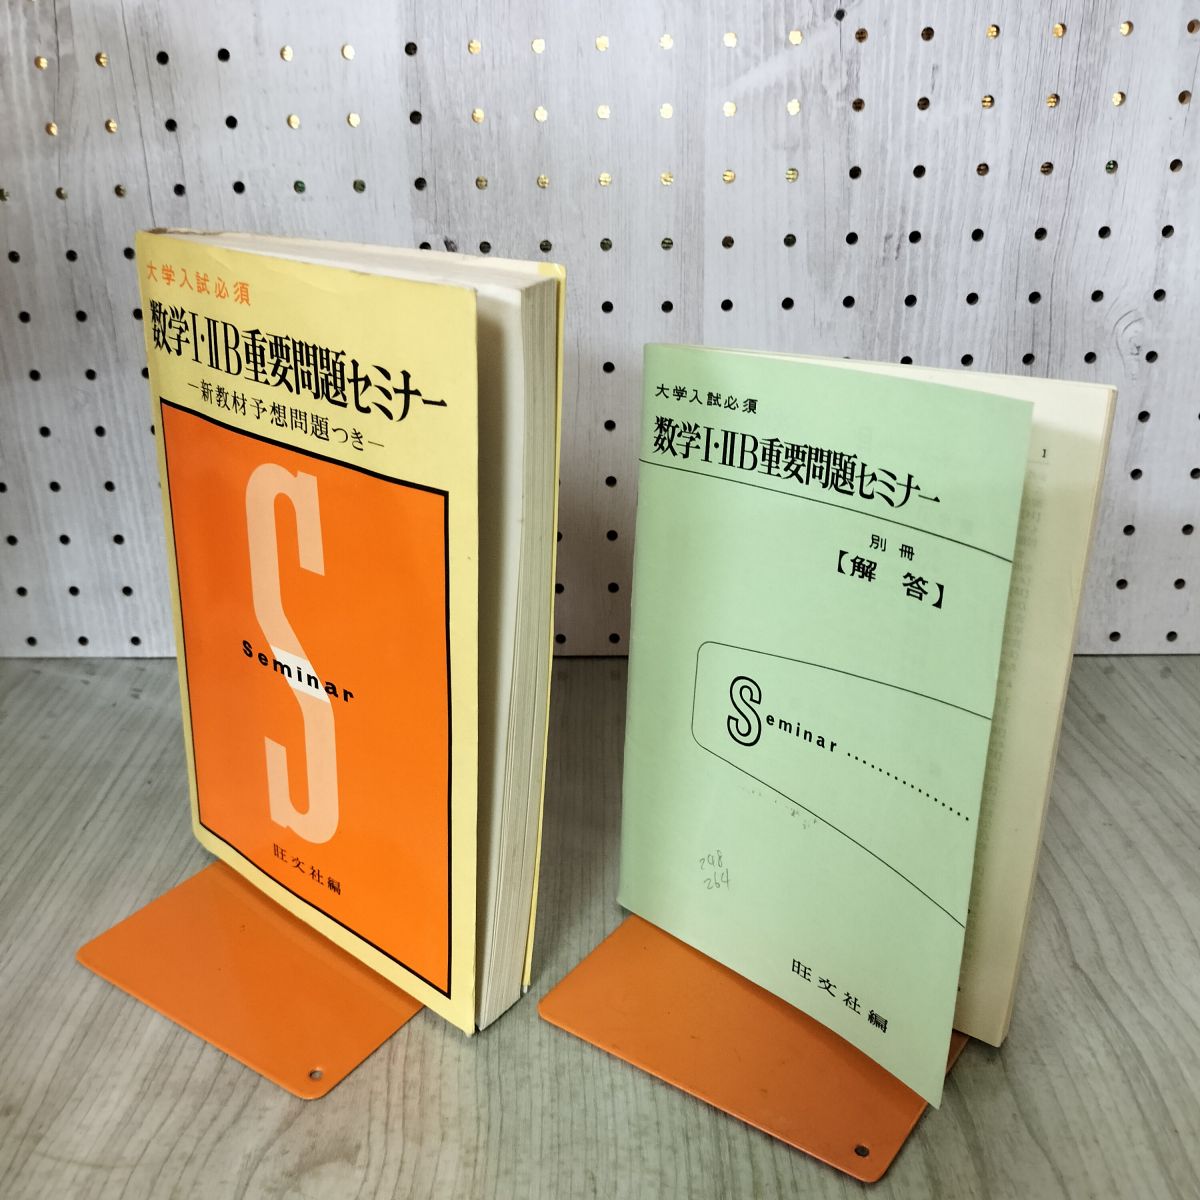 大学入試必須
数学I・IIB重要問題セミナー
―新教材予想問題つき―
Seminar
旺文社編
大学入試必須
数学I・IIB重要問題セミナー
別冊
【解答】
Seminar
298
264
旺文社編
1